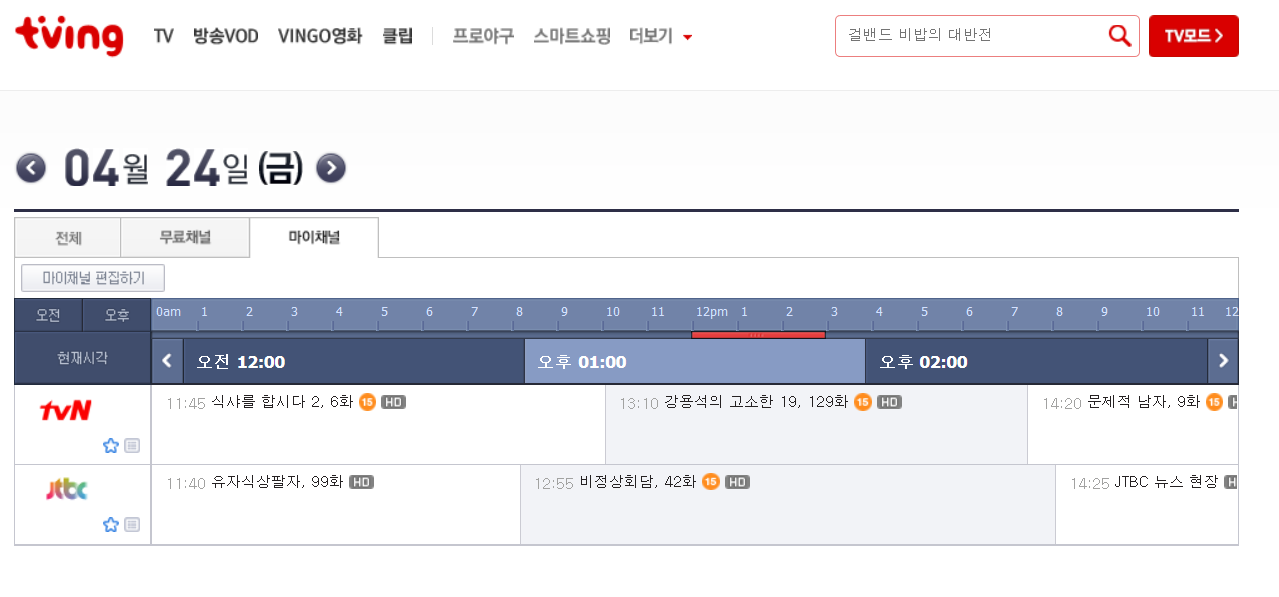 tving TV 방송VOD VINGO영화 클립 프로야구 스마트쇼핑 더보기 걸밴드 비밥의 대반전 TV모드
04월 24일 (금)
전체 무료채널 마이채널
마이채널 편집하기
오전 오후 0am 1 2 3 4 5 6 7 8 9 10 11 12pm 1 2 3 4 5 6 7 8 9 10 11 12
현재시각 오전 12:00 오후 01:00 오후 02:00
tvN 11:45 식샤를 합시다 2, 6화 15 HD 13:10 강용석의 고소한 19, 129화 15 HD 14:20 문제적 남자, 9화 15 H
jtbc 11:40 유자식상팔자, 99화 HD 12:55 비정상회담, 42화 15 HD 14:25 JTBC 뉴스 현장 H